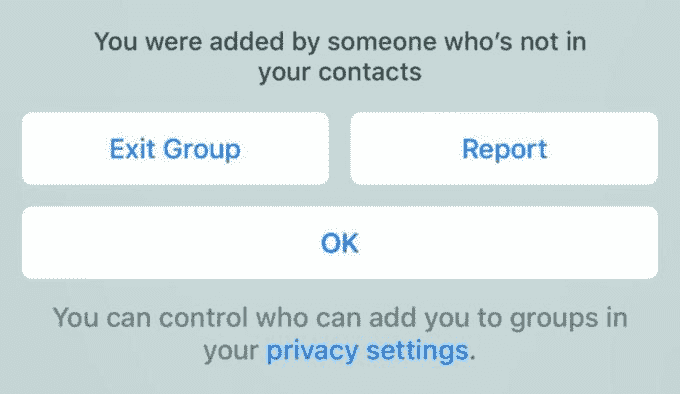 You were added by someone who's not in
your contacts
Exit Group
Report
OK
You can control who can add you to groups in
your privacy settings.